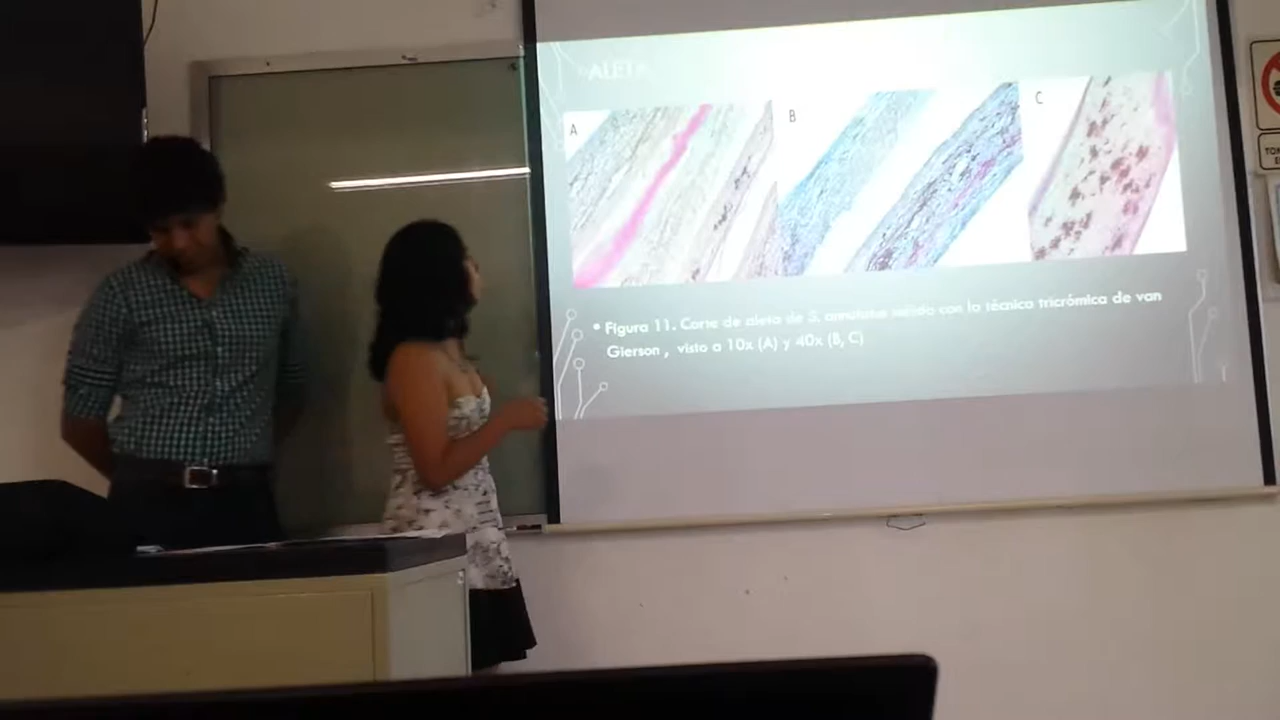 ALETA
A
B
C
• Figura 11. Corte de aleta de S. annulatus teñido con la técnica tricrómica de van
Gierson , visto a 10x (A) y 40x (B, C)